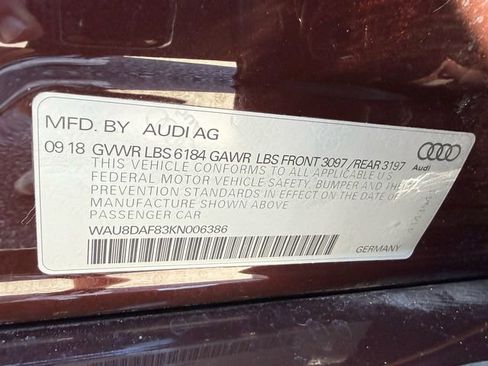 MFD. BY AUDI AG
09 18 GVWR LBS 6184 GAWR LBS FRONT 3097 / REAR 3197
Audi
THIS VEHICLE CONFORMS TO ALL APPLICABLE U.S.
FEDERAL MOTOR VEHICLE SAFETY, BUMPER AND THEFT
PREVENTION STANDARDS IN EFFECT ON THE DATE OF
MANUFACTURE SHOWN ABOVE.
PASSENGER CAR
WAU8DAF83KN006386
GERMANY